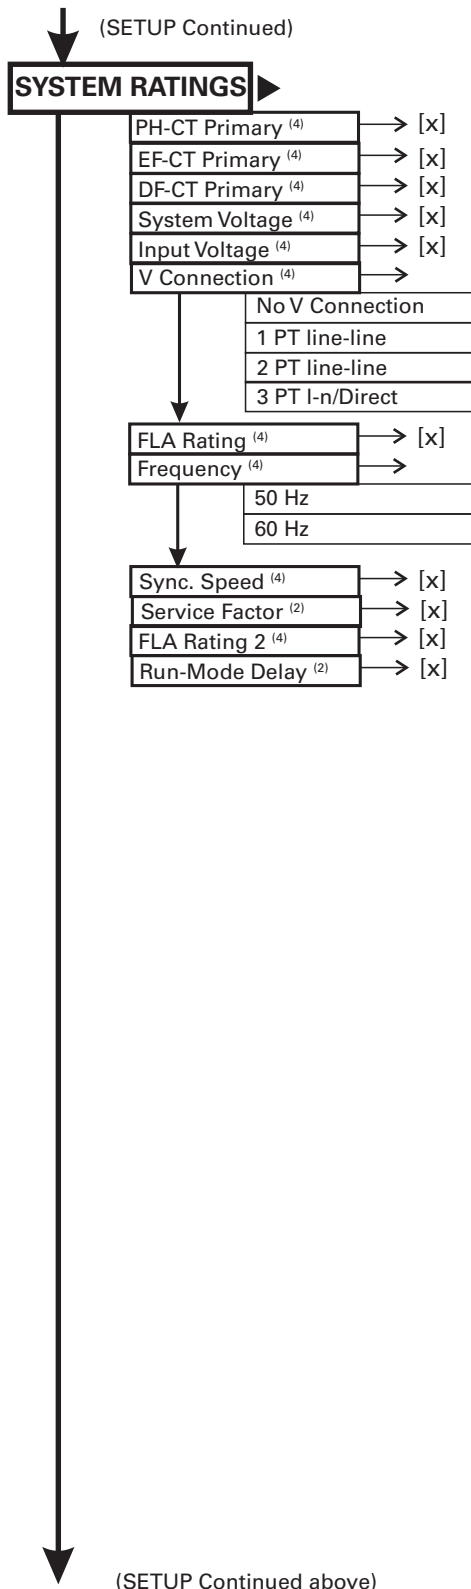 (SETUP Continued)
SYSTEM RATINGS
PH-CT Primary (4) [x]
EF-CT Primary (4) [x]
DF-CT Primary (4) [x]
System Voltage (4) [x]
Input Voltage (4) [x]
V Connection (4)
No V Connection
1 PT line-line
2 PT line-line
3 PT l-n/Direct
FLA Rating (4) [x]
Frequency (4)
50 Hz
60 Hz
Sync. Speed (4) [x]
Service Factor (2) [x]
FLA Rating 2 (4) [x]
Run-Mode Delay (2) [x]
(SETUP Continued above)